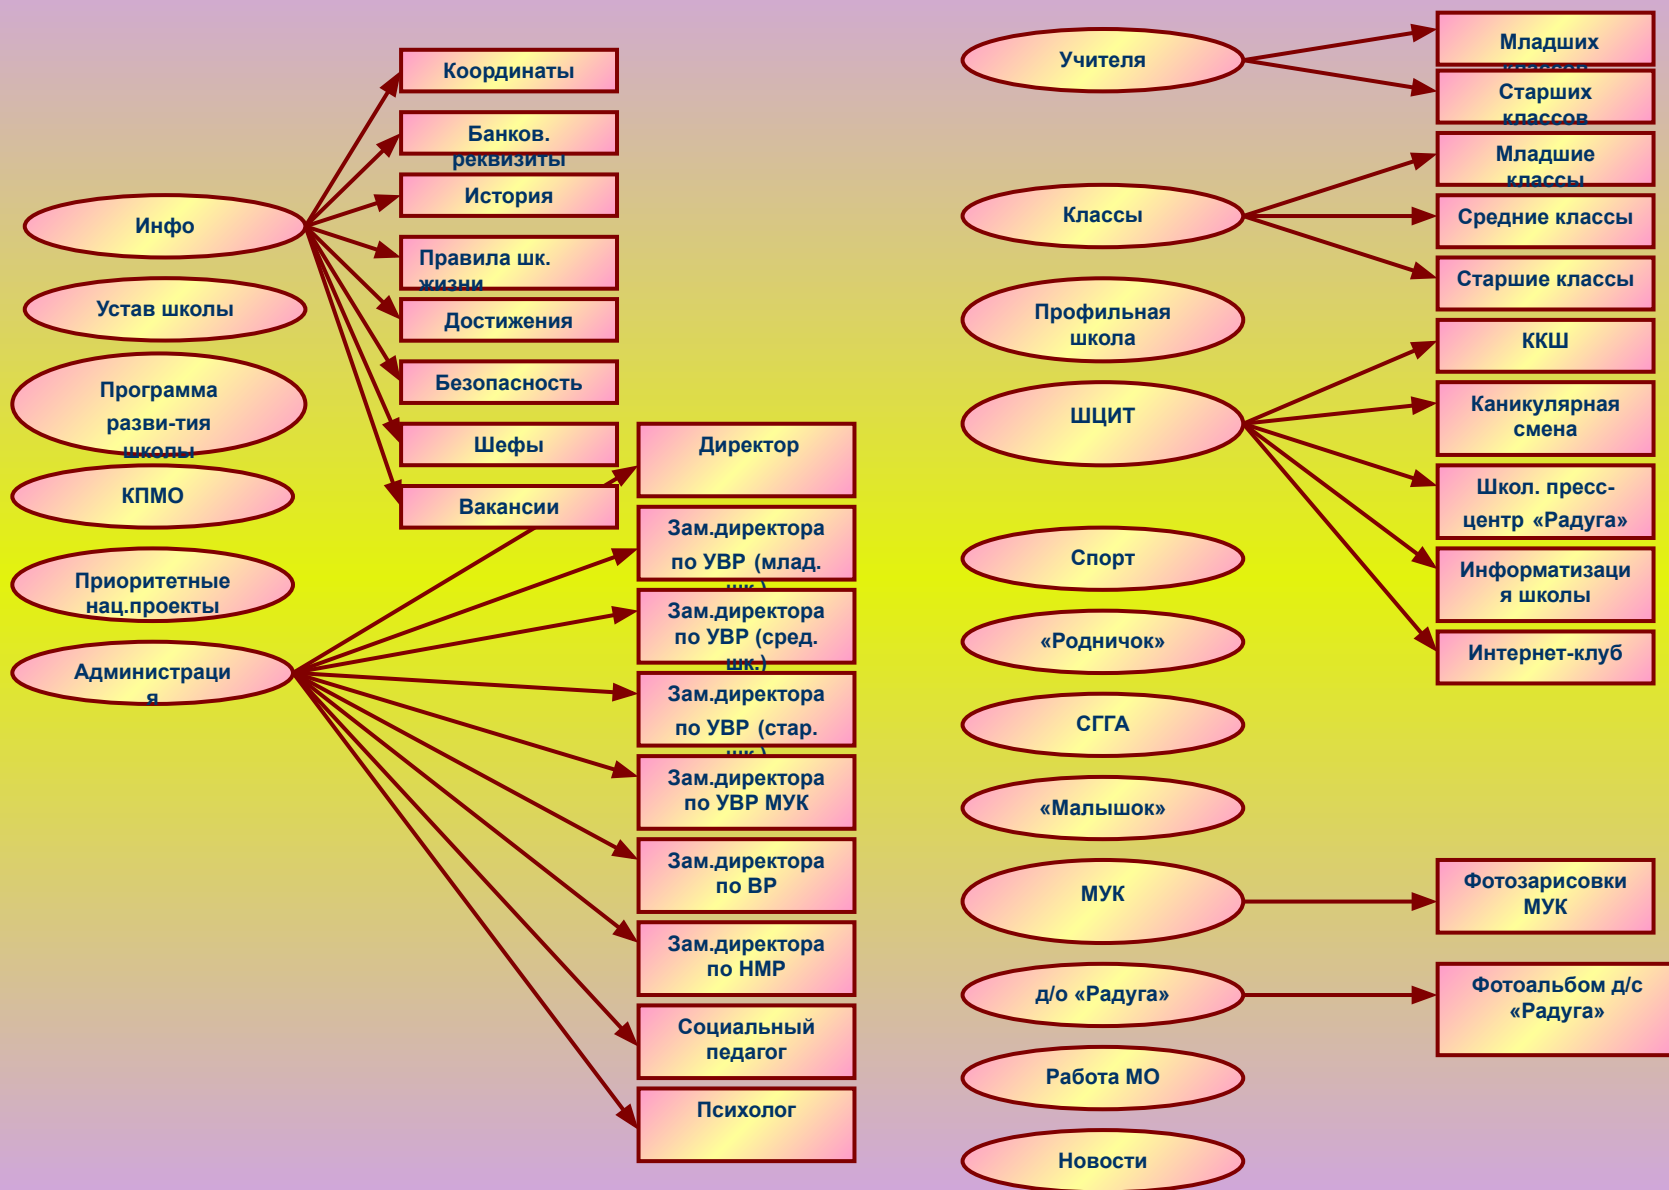 Инфо
Устав школы
Программа
разви-тия
школы
КПМО
Приоритетные
нац.проекты
Администраци
я
Координаты
Банков.
реквизиты
История
Правила шк.
жизни
Достижения
Безопасность
Шефы
Вакансии
Директор
Зам.директора
по УВР (млад.
шк.)
Зам.директора
по УВР (сред.
шк.)
Зам.директора
по УВР (стар.
шк.)
Зам.директора
по УВР МУК
Зам.директора
по ВР
Зам.директора
по НМР
Социальный
педагог
Психолог
Учителя
Классы
Профильная
школа
ШЦИТ
Спорт
«Родничок»
СГГА
«Малышок»
МУК
д/о «Радуга»
Работа МО
Новости
Младших
классов
Старших
классов
Младшие
классы
Средние классы
Старшие классы
ККШ
Каникулярная
смена
Школ. пресс-
центр «Радуга»
Информатизаци
я школы
Интернет-клуб
Фотозарисовки
МУК
Фотоальбом д/с
«Радуга»